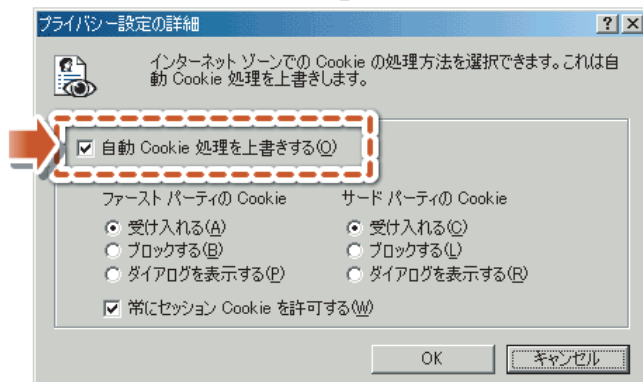 プライバシー設定の詳細
インターネット ゾーンでの Cookie の処理方法を選択できます。これは自
動 Cookie 処理を上書きします。
自動 Cookie 処理を上書きする(O)
ファースト パーティの Cookie サード パーティの Cookie
受け入れる(A) 受け入れる(C)
ブロックする(B) ブロックする(L)
ダイアログを表示する(P) ダイアログを表示する(R)
常にセッション Cookie を許可する(W)
OK キャンセル